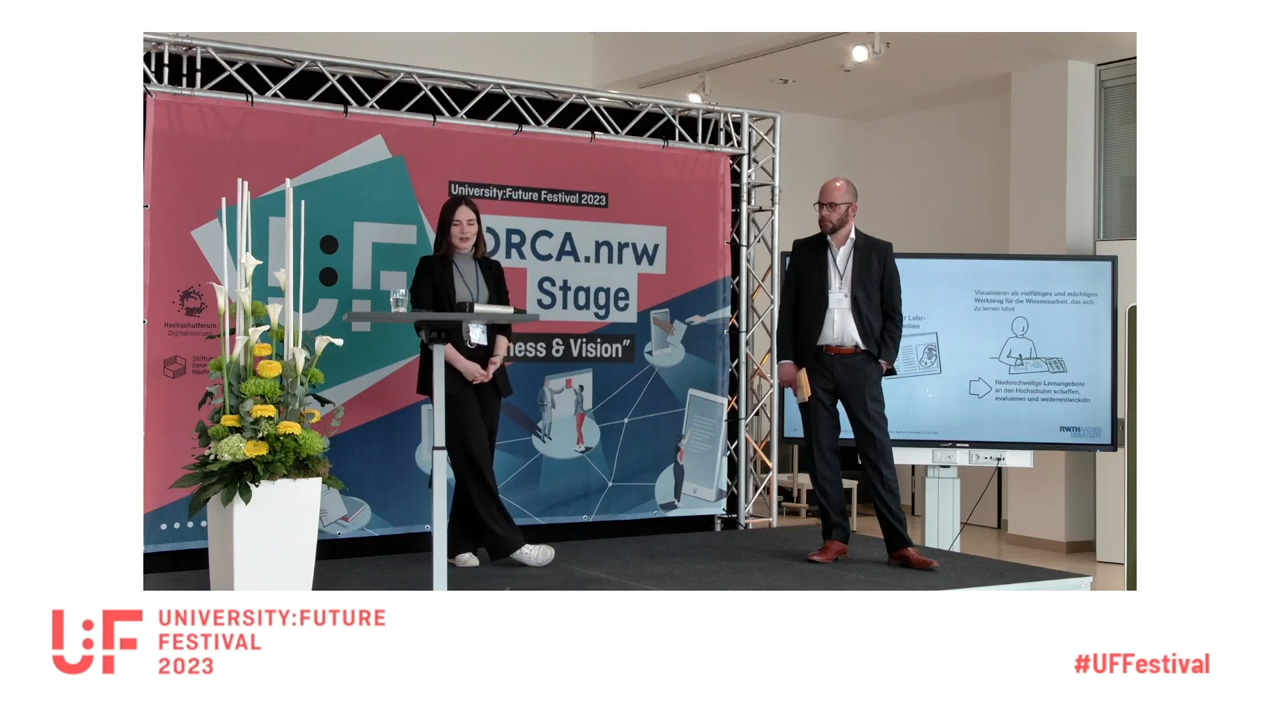 University:Future Festival 2023
ORCA.nrw
Stage
ness & Vision"
U:F
Hochschulforum
Digitalisierung
Visualisieren als vielfältiges und mächtiges
Werkzeug für die Wissensarbeit, das sich
zu lernen lohnt
Lehr-
Niederschwellige Lernangebote
an den Hochschulen schaffen,
evaluieren und weiterentwickeln
RWTH AACHEN
UNIVERSITY
U:F
UNIVERSITY:FUTURE
FESTIVAL
2023
#UFFestival